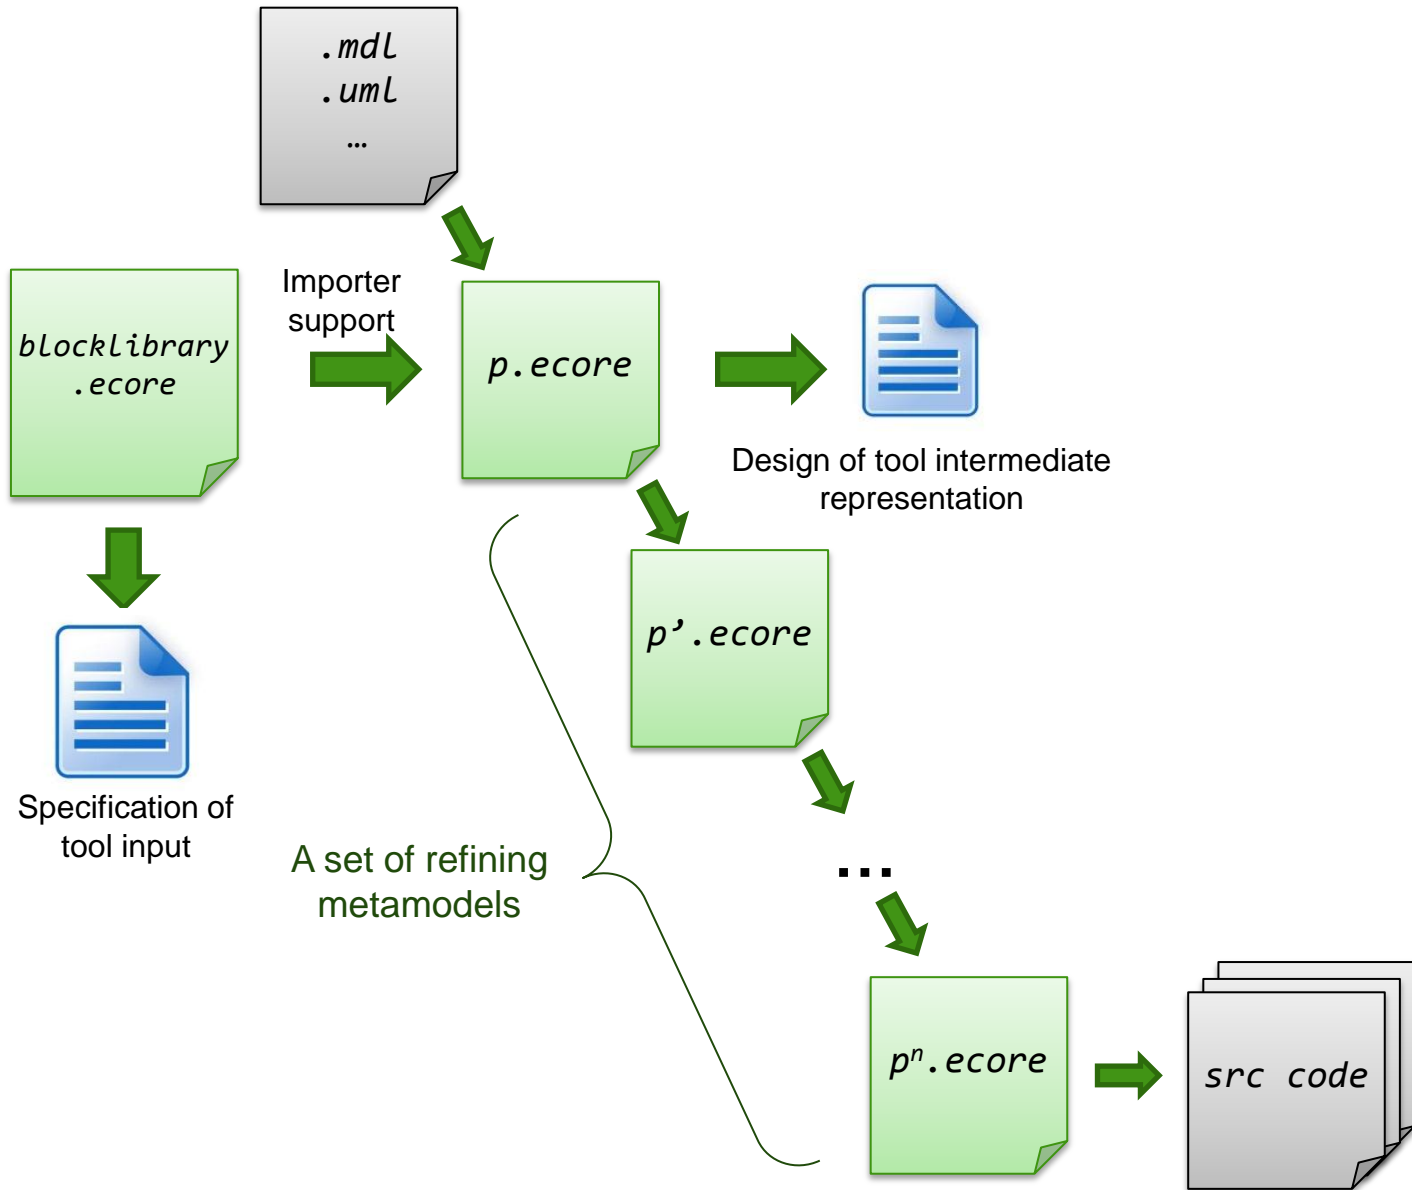 .mdl
.uml
…
Importer
support
blocklibrary
.ecore
p.ecore
Design of tool intermediate
representation
p’.ecore
Specification of
tool input
A set of refining
metamodels
…
pⁿ.ecore
src code